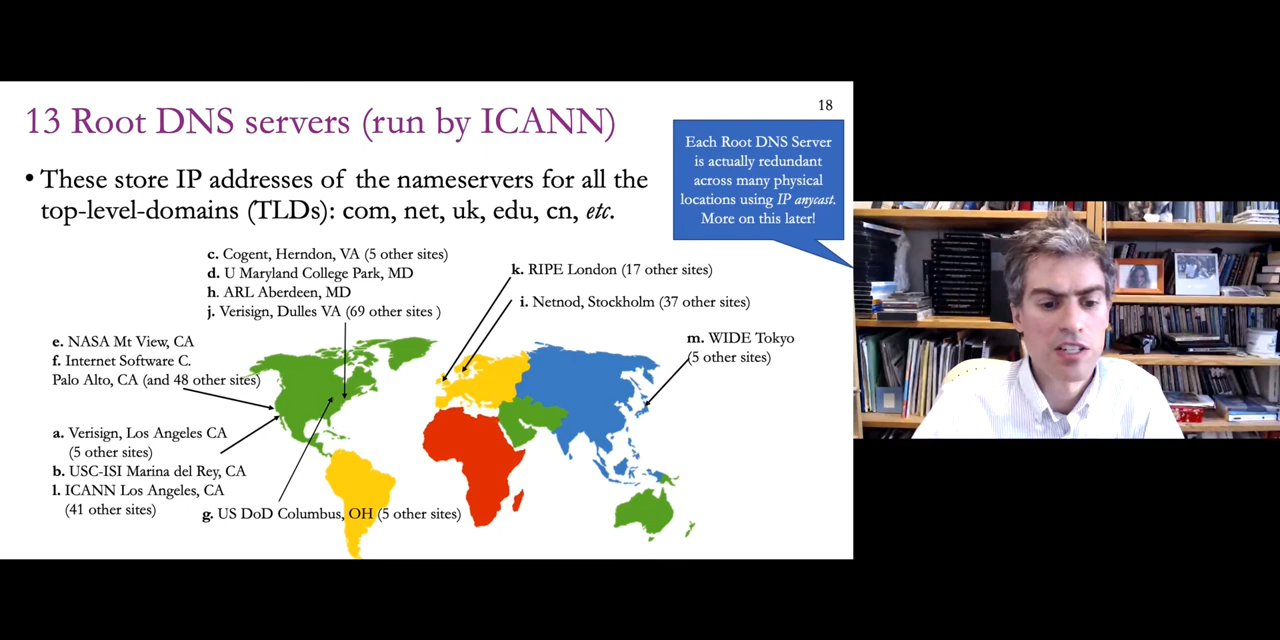 18
13 Root DNS servers (run by ICANN)
Each Root DNS Server
is actually redundant
across many physical
locations using IP anycast.
More on this later!
• These store IP addresses of the nameservers for all the
top-level-domains (TLDs): com, net, uk, edu, cn, etc.
c. Cogent, Herndon, VA (5 other sites)
d. U Maryland College Park, MD
h. ARL Aberdeen, MD
j. Verisign, Dulles VA (69 other sites )
k. RIPE London (17 other sites)
i. Netnod, Stockholm (37 other sites)
m. WIDE Tokyo
(5 other sites)
e. NASA Mt View, CA
f. Internet Software C.
Palo Alto, CA (and 48 other sites)
a. Verisign, Los Angeles CA
(5 other sites)
b. USC-ISI Marina del Rey, CA
l. ICANN Los Angeles, CA
(41 other sites)
g. US DoD Columbus, OH (5 other sites)